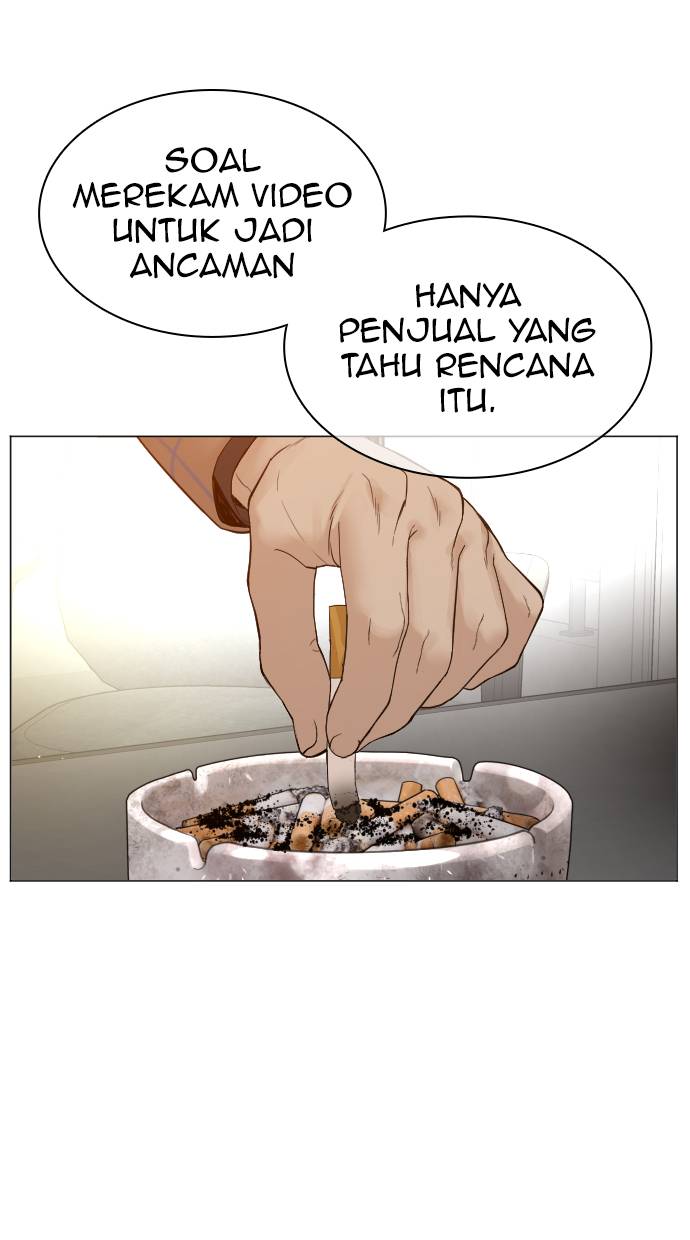 SOAL
MEREKAM VIDEO
UNTUK JADI
ANCAMAN
HANYA
PENJUAL YANG
TAHU RENCANA
ITU.